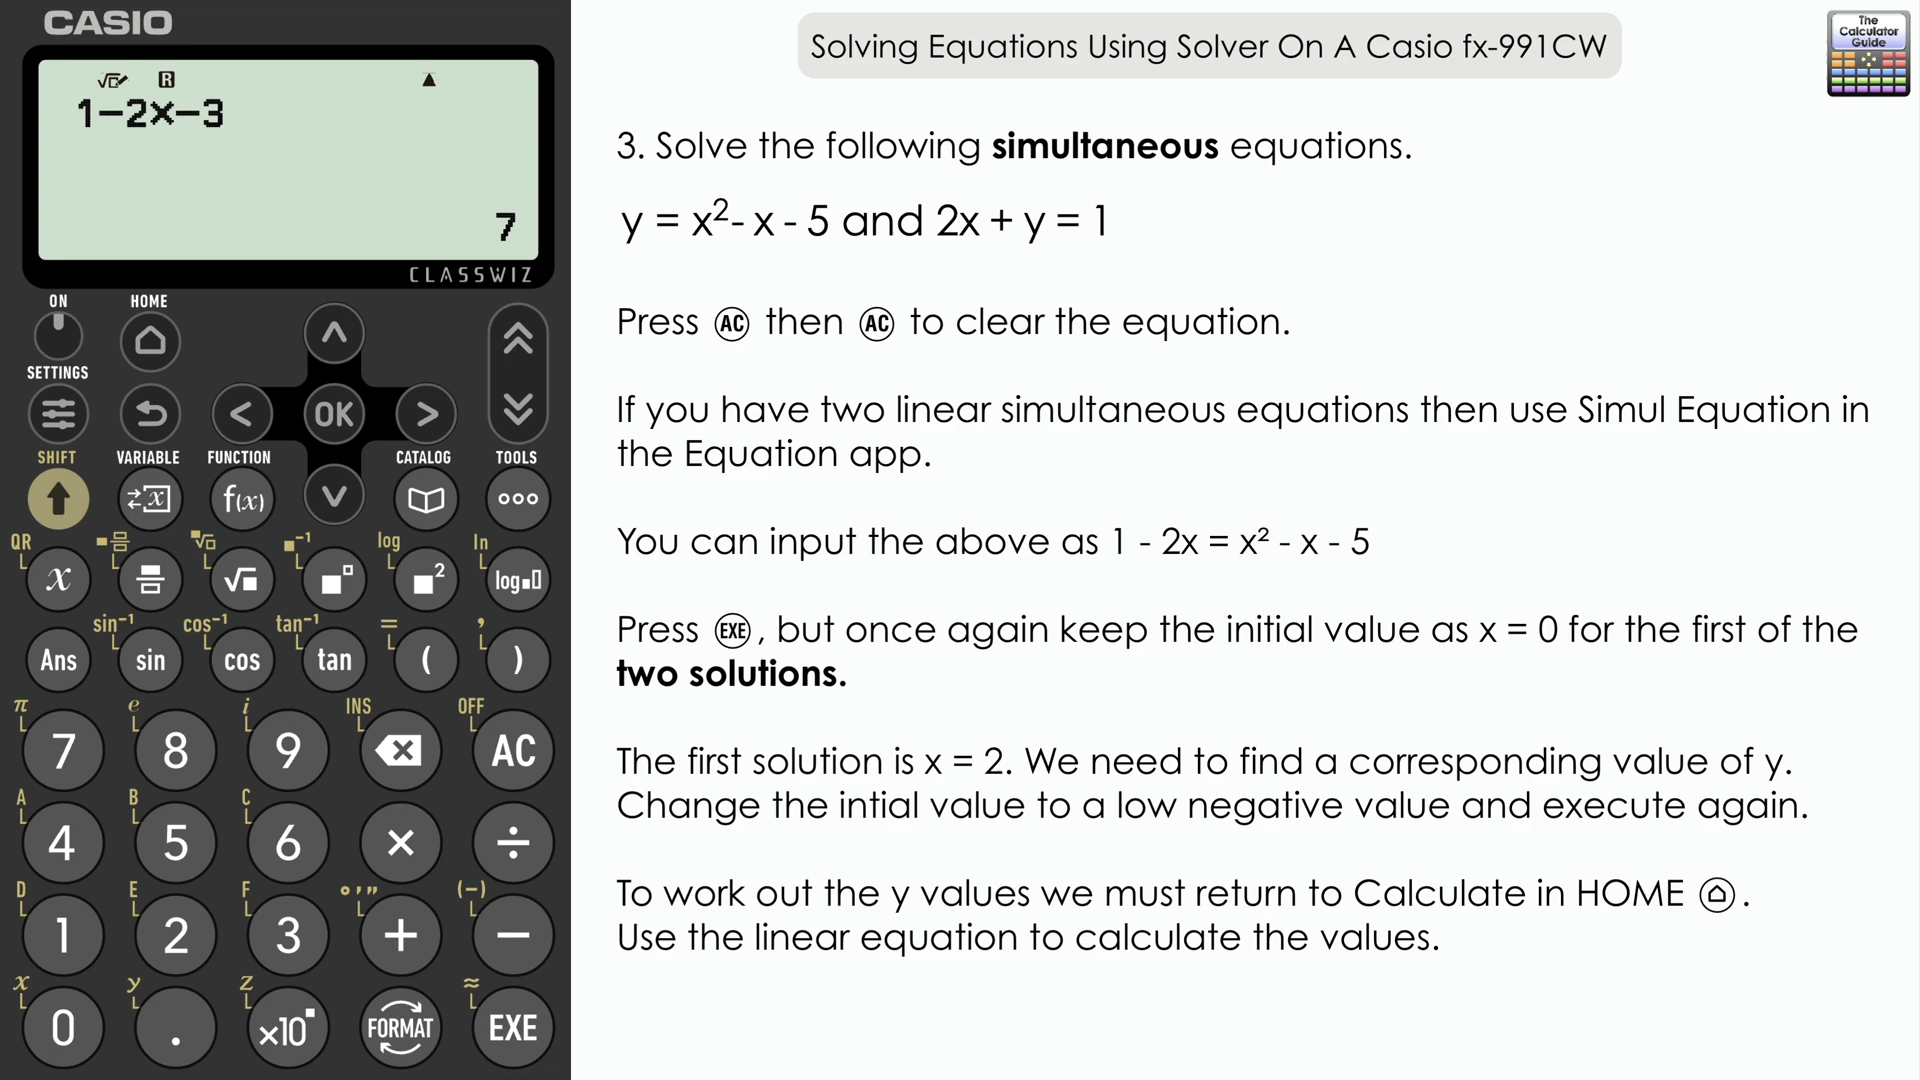 CASIO
√□ R ▲
1−2×−3
7
CLASSWIZ
ON HOME
SETTINGS
OK
SHIFT VARIABLE FUNCTION CATALOG TOOLS
x f(x)
QR ■⊟ ■√□ ■⁻¹ log ln
x √■ ■□ ■² log■□
sin⁻¹ cos⁻¹ tan⁻¹ = ,
Ans sin cos tan ( )
π e i INS OFF
7 8 9 AC
A B C
4 5 6 × ÷
D E F °′″ (−)
1 2 3 + −
x y z ≈
0 . ×10■ FORMAT EXE
Solving Equations Using Solver On A Casio fx-991CW
The
Calculator
Guide
3. Solve the following simultaneous equations.
y = x²- x - 5 and 2x + y = 1
Press AC then AC to clear the equation.
If you have two linear simultaneous equations then use Simul Equation in
the Equation app.
You can input the above as 1 - 2x = x² - x - 5
Press EXE, but once again keep the initial value as x = 0 for the first of the
two solutions.
The first solution is x = 2. We need to find a corresponding value of y.
Change the intial value to a low negative value and execute again.
To work out the y values we must return to Calculate in HOME .
Use the linear equation to calculate the values.